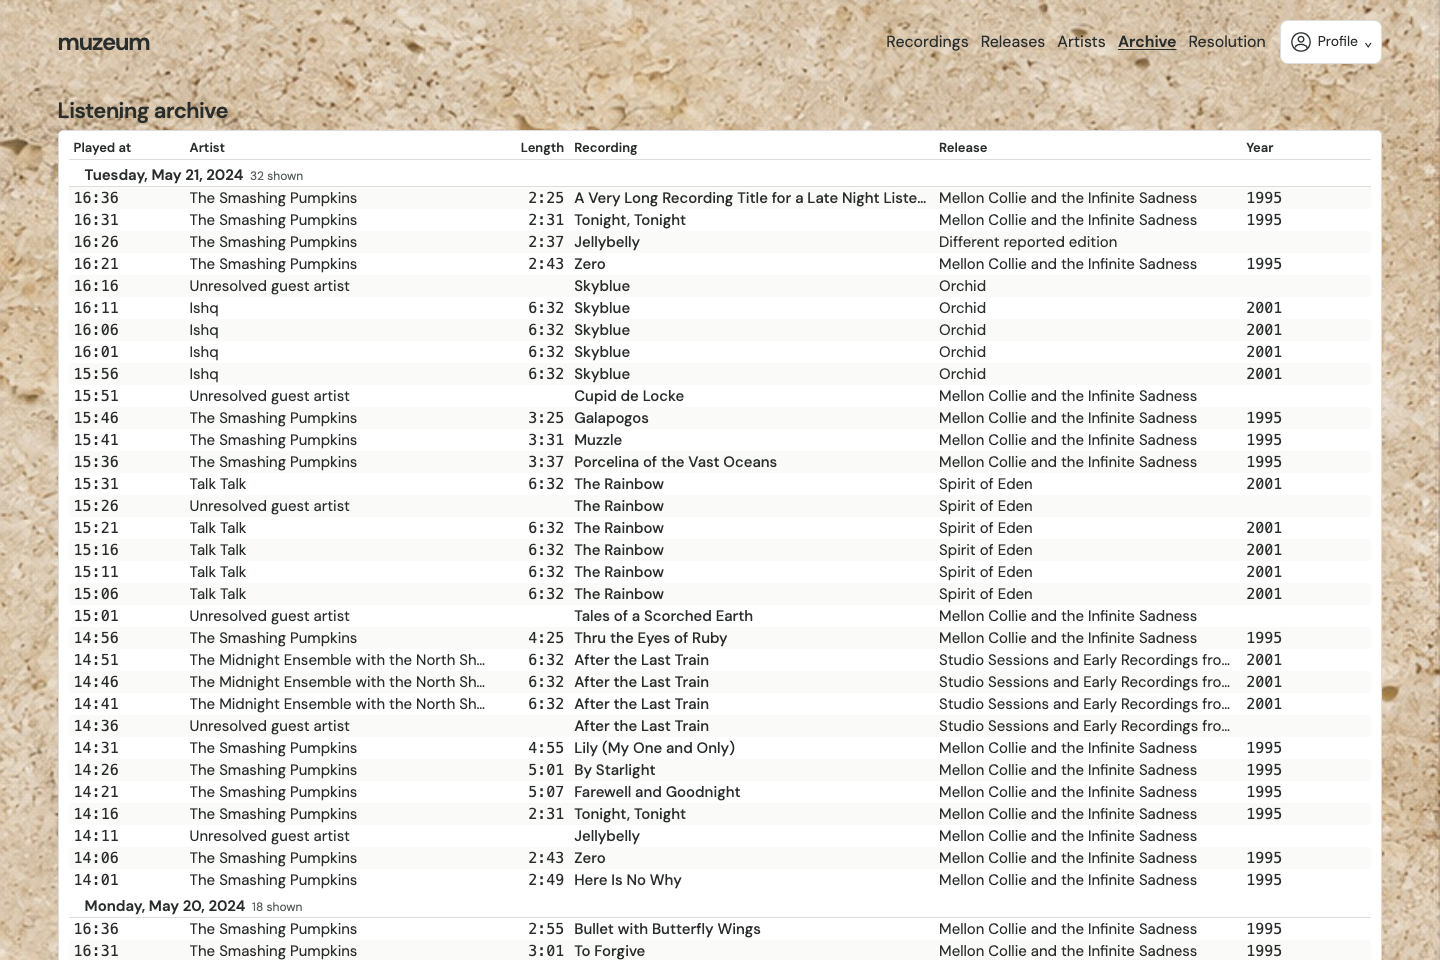 muzeum
Recordings Releases Artists Archive Resolution Profile
Listening archive
Played at Artist Length Recording Release Year
Tuesday, May 21, 2024 32 shown
16:36 The Smashing Pumpkins 2:25 A Very Long Recording Title for a Late Night Liste... Mellon Collie and the Infinite Sadness 1995
16:31 The Smashing Pumpkins 2:31 Tonight, Tonight Mellon Collie and the Infinite Sadness 1995
16:26 The Smashing Pumpkins 2:37 Jellybelly Different reported edition
16:21 The Smashing Pumpkins 2:43 Zero Mellon Collie and the Infinite Sadness 1995
16:16 Unresolved guest artist Skyblue Orchid
16:11 Ishq 6:32 Skyblue Orchid 2001
16:06 Ishq 6:32 Skyblue Orchid 2001
16:01 Ishq 6:32 Skyblue Orchid 2001
15:56 Ishq 6:32 Skyblue Orchid 2001
15:51 Unresolved guest artist Cupid de Locke Mellon Collie and the Infinite Sadness
15:46 The Smashing Pumpkins 3:25 Galapogos Mellon Collie and the Infinite Sadness 1995
15:41 The Smashing Pumpkins 3:31 Muzzle Mellon Collie and the Infinite Sadness 1995
15:36 The Smashing Pumpkins 3:37 Porcelina of the Vast Oceans Mellon Collie and the Infinite Sadness 1995
15:31 Talk Talk 6:32 The Rainbow Spirit of Eden 2001
15:26 Unresolved guest artist The Rainbow Spirit of Eden
15:21 Talk Talk 6:32 The Rainbow Spirit of Eden 2001
15:16 Talk Talk 6:32 The Rainbow Spirit of Eden 2001
15:11 Talk Talk 6:32 The Rainbow Spirit of Eden 2001
15:06 Talk Talk 6:32 The Rainbow Spirit of Eden 2001
15:01 Unresolved guest artist Tales of a Scorched Earth Mellon Collie and the Infinite Sadness
14:56 The Smashing Pumpkins 4:25 Thru the Eyes of Ruby Mellon Collie and the Infinite Sadness 1995
14:51 The Midnight Ensemble with the North Sh... 6:32 After the Last Train Studio Sessions and Early Recordings fro... 2001
14:46 The Midnight Ensemble with the North Sh... 6:32 After the Last Train Studio Sessions and Early Recordings fro... 2001
14:41 The Midnight Ensemble with the North Sh... 6:32 After the Last Train Studio Sessions and Early Recordings fro... 2001
14:36 Unresolved guest artist After the Last Train Studio Sessions and Early Recordings fro...
14:31 The Smashing Pumpkins 4:55 Lily (My One and Only) Mellon Collie and the Infinite Sadness 1995
14:26 The Smashing Pumpkins 5:01 By Starlight Mellon Collie and the Infinite Sadness 1995
14:21 The Smashing Pumpkins 5:07 Farewell and Goodnight Mellon Collie and the Infinite Sadness 1995
14:16 The Smashing Pumpkins 2:31 Tonight, Tonight Mellon Collie and the Infinite Sadness 1995
14:11 Unresolved guest artist Jellybelly Mellon Collie and the Infinite Sadness
14:06 The Smashing Pumpkins 2:43 Zero Mellon Collie and the Infinite Sadness 1995
14:01 The Smashing Pumpkins 2:49 Here Is No Why Mellon Collie and the Infinite Sadness 1995
Monday, May 20, 2024 18 shown
16:36 The Smashing Pumpkins 2:55 Bullet with Butterfly Wings Mellon Collie and the Infinite Sadness 1995
16:31 The Smashing Pumpkins 3:01 To Forgive Mellon Collie and the Infinite Sadness 1995